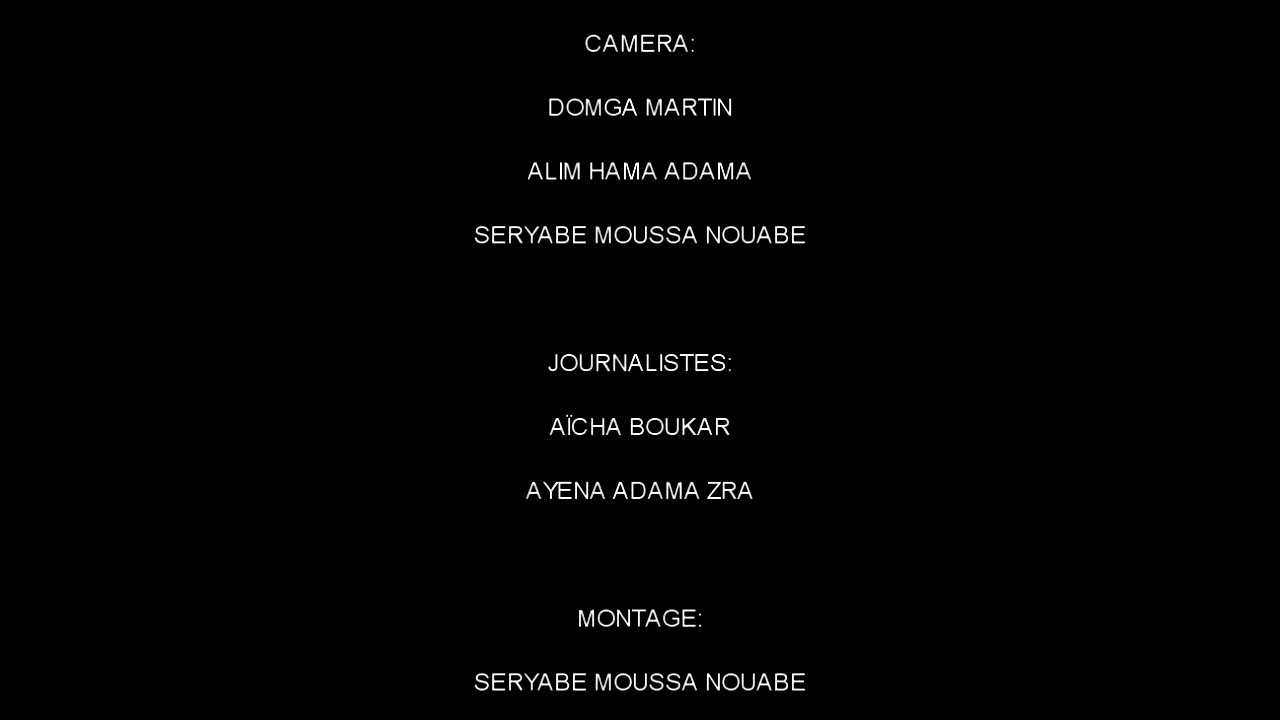 CAMERA:
DOMGA MARTIN
ALIM HAMA ADAMA
SERYABE MOUSSA NOUABE
JOURNALISTES:
AÏCHA BOUKAR
AYENA ADAMA ZRA
MONTAGE:
SERYABE MOUSSA NOUABE